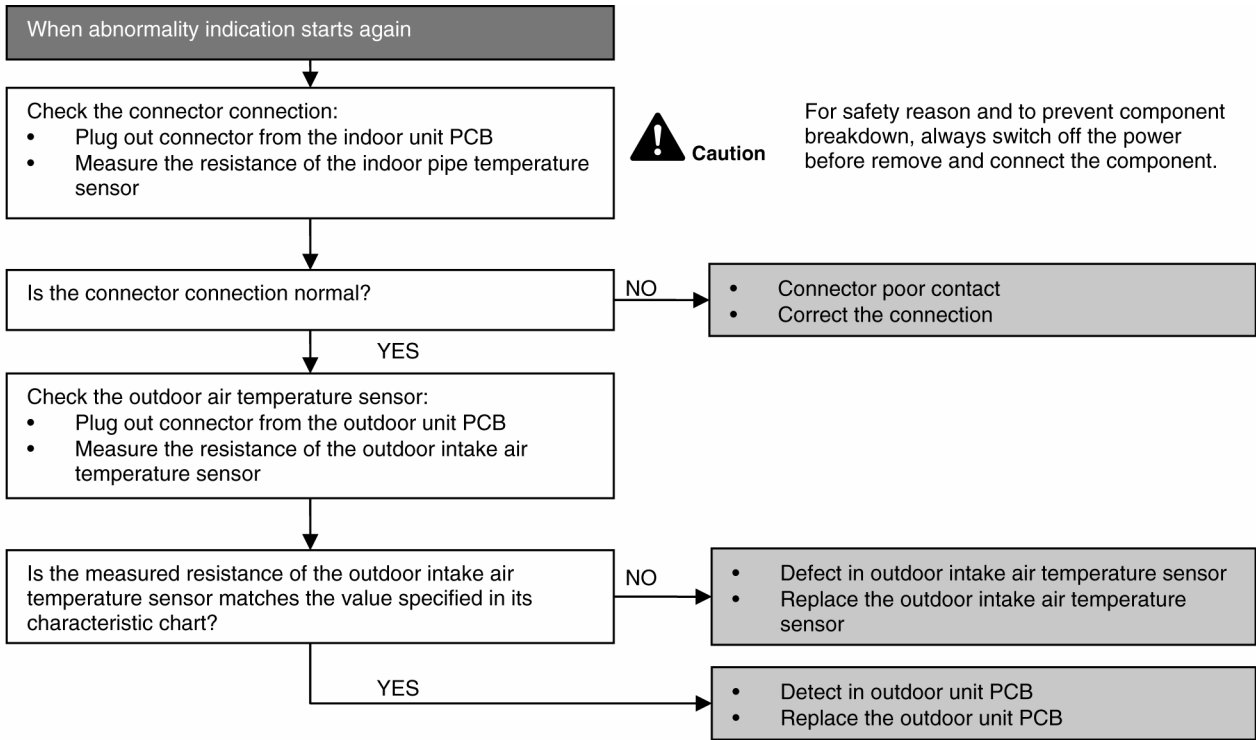 When abnormality indication starts again
Check the connector connection:
• Plug out connector from the indoor unit PCB
• Measure the resistance of the indoor pipe temperature
sensor
Caution
For safety reason and to prevent component
breakdown, always switch off the power
before remove and connect the component.
Is the connector connection normal?
NO
• Connector poor contact
• Correct the connection
YES
Check the outdoor air temperature sensor:
• Plug out connector from the outdoor unit PCB
• Measure the resistance of the outdoor intake air
temperature sensor
Is the measured resistance of the outdoor intake air
temperature sensor matches the value specified in its
characteristic chart?
NO
• Defect in outdoor intake air temperature sensor
• Replace the outdoor intake air temperature
sensor
YES
• Detect in outdoor unit PCB
• Replace the outdoor unit PCB